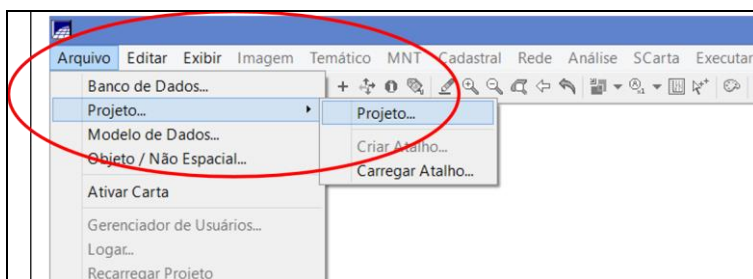 Arquivo Editar Exibir Imagem Temático MNT Cadastral Rede Análise SCarta Executar
Banco de Dados...
Projeto...
Modelo de Dados...
Objeto / Não Espacial...
Ativar Carta
Gerenciador de Usuários...
Logar...
Recarregar Projeto
Projeto...
Criar Atalho...
Carregar Atalho...